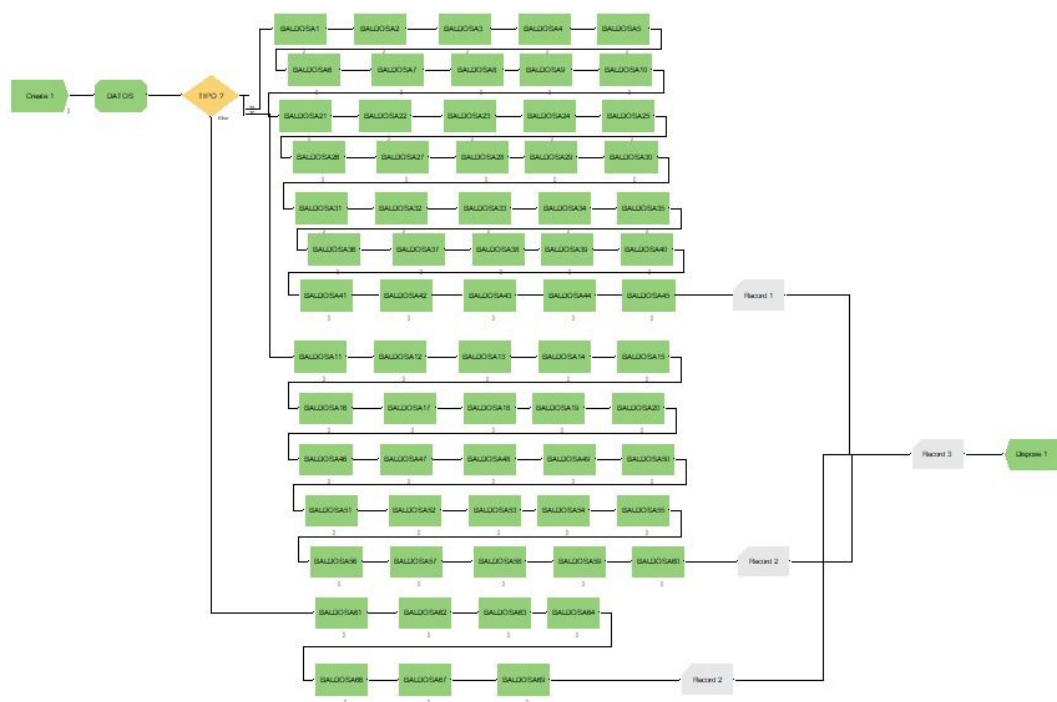 BALDOSA1 BALDOSA2 BALDOSA3 BALDOSA4 BALDOSA5
BALDOSA6 BALDOSA7 BALDOSA8 BALDOSA9 BALDOSA10
Create 1 DATOS TIPO ?
BALDOSA21 BALDOSA22 BALDOSA23 BALDOSA24 BALDOSA25
BALDOSA26 BALDOSA27 BALDOSA28 BALDOSA29 BALDOSA30
BALDOSA31 BALDOSA32 BALDOSA33 BALDOSA34 BALDOSA35
BALDOSA36 BALDOSA37 BALDOSA38 BALDOSA39 BALDOSA40
BALDOSA41 BALDOSA42 BALDOSA43 BALDOSA44 BALDOSA45 Record 1
BALDOSA11 BALDOSA12 BALDOSA13 BALDOSA14 BALDOSA15
BALDOSA16 BALDOSA17 BALDOSA18 BALDOSA19 BALDOSA20
BALDOSA46 BALDOSA47 BALDOSA48 BALDOSA49 BALDOSA50
Record 3 Dispose 1
BALDOSA51 BALDOSA52 BALDOSA53 BALDOSA54 BALDOSA55
BALDOSA56 BALDOSA57 BALDOSA58 BALDOSA59 BALDOSA60 Record 2
BALDOSA61 BALDOSA62 BALDOSA63 BALDOSA64
BALDOSA66 BALDOSA67 BALDOSA69 Record 2